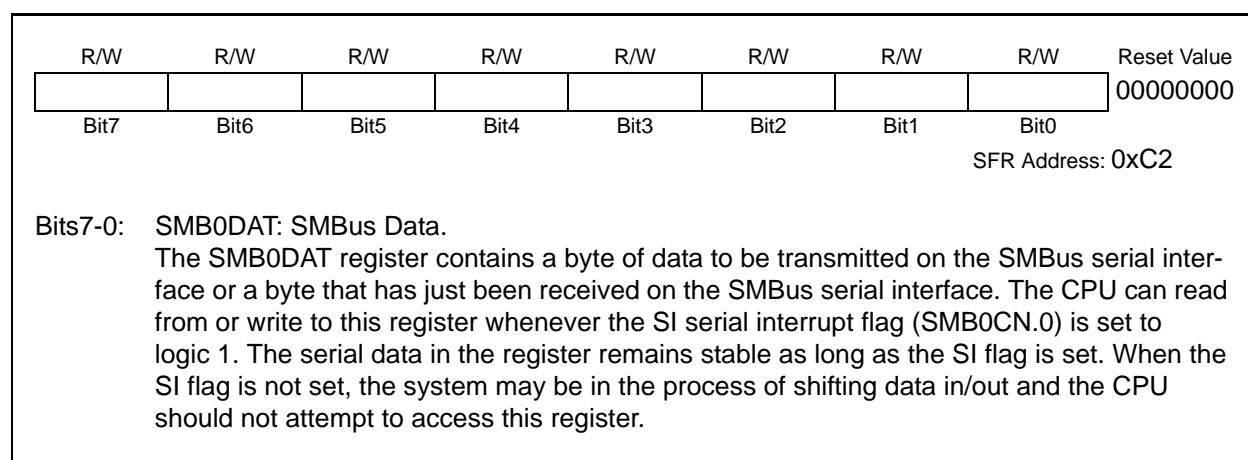 R/W R/W R/W R/W R/W R/W R/W R/W Reset Value
00000000
Bit7 Bit6 Bit5 Bit4 Bit3 Bit2 Bit1 Bit0
SFR Address: 0xC2
Bits7-0: SMB0DAT: SMBus Data.
The SMB0DAT register contains a byte of data to be transmitted on the SMBus serial inter-
face or a byte that has just been received on the SMBus serial interface. The CPU can read
from or write to this register whenever the SI serial interrupt flag (SMB0CN.0) is set to
logic 1. The serial data in the register remains stable as long as the SI flag is set. When the
SI flag is not set, the system may be in the process of shifting data in/out and the CPU
should not attempt to access this register.